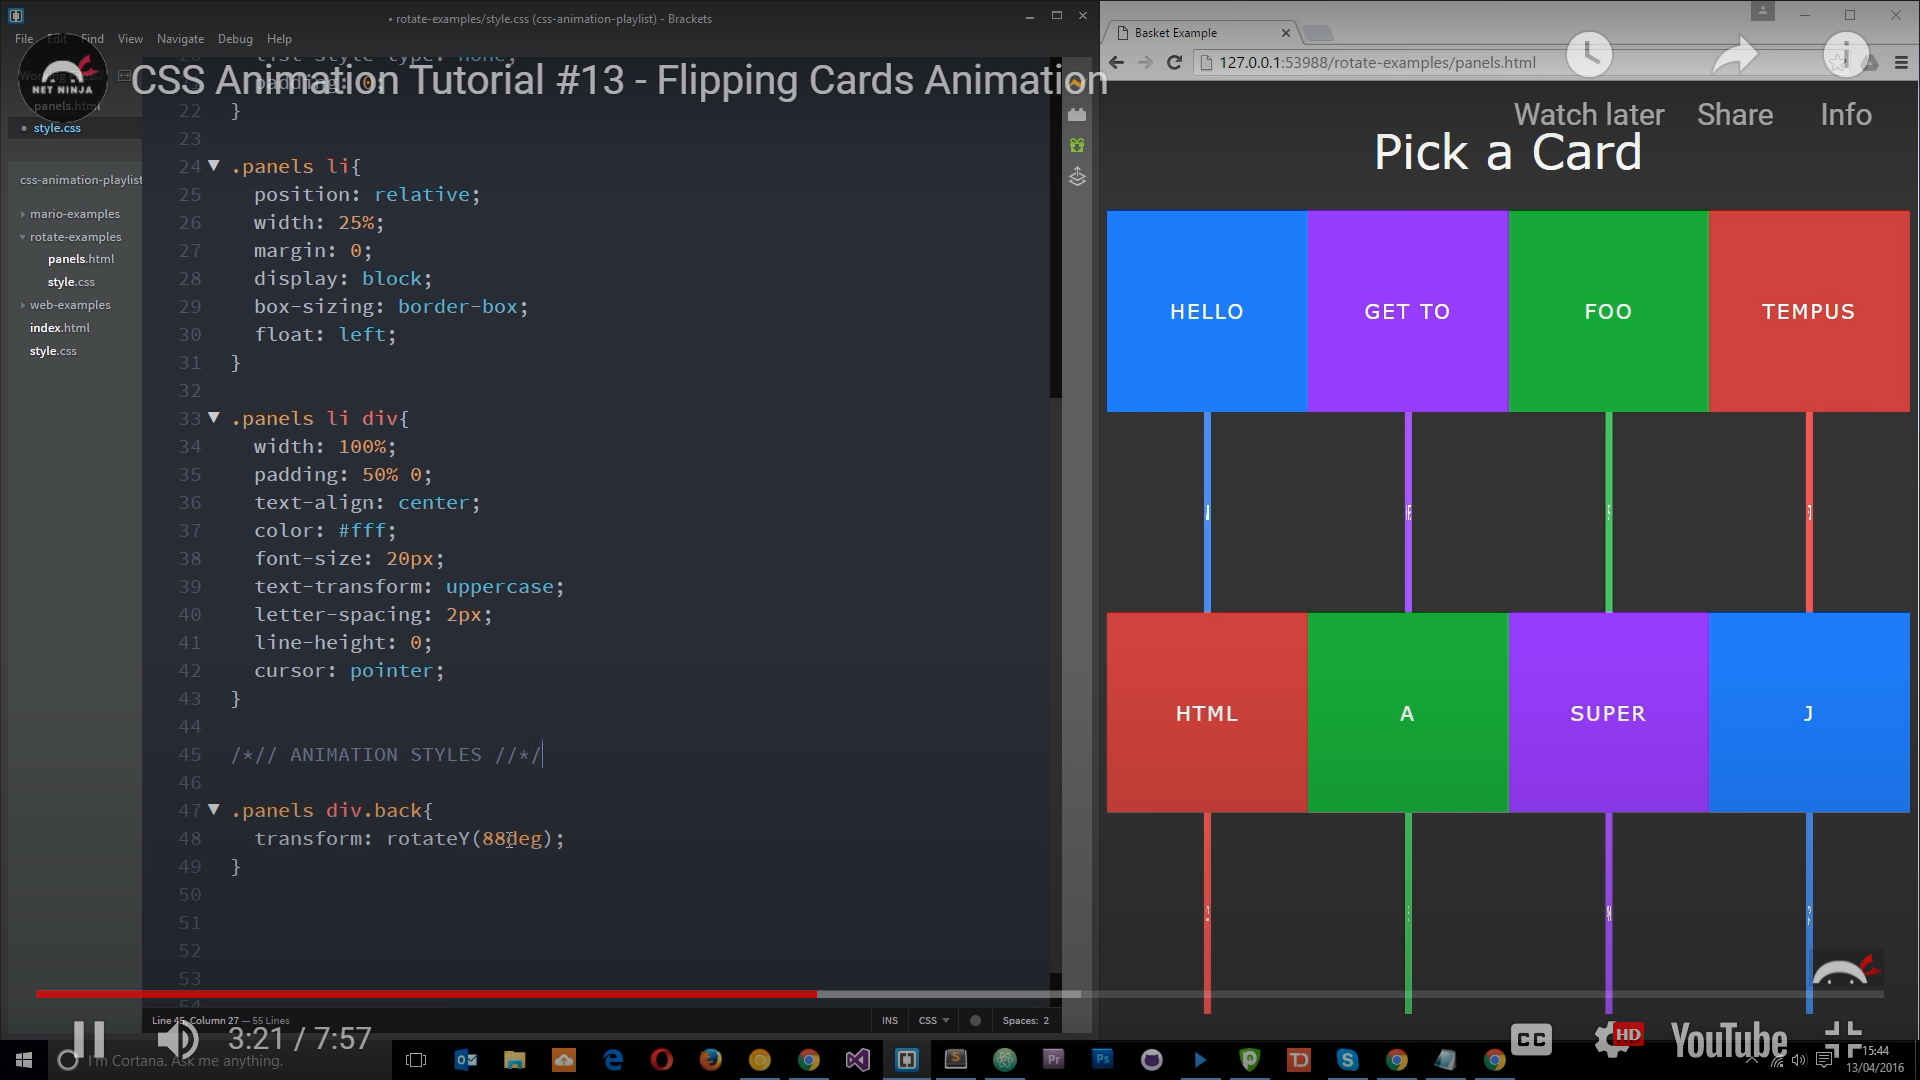 • rotate-examples/style.css (css-animation-playlist) - Brackets
File Edit Find View Navigate Debug Help
NET NINJA
CSS Animation Tutorial #13 - Flipping Cards Animation
panels.html
style.css
css-animation-playlist
mario-examples
rotate-examples
panels.html
style.css
web-examples
index.html
style.css
list-style-type: none;
padding: 0;
22 }
23
24 .panels li{
25 position: relative;
26 width: 25%;
27 margin: 0;
28 display: block;
29 box-sizing: border-box;
30 float: left;
31 }
32
33 .panels li div{
34 width: 100%;
35 padding: 50% 0;
36 text-align: center;
37 color: #fff;
38 font-size: 20px;
39 text-transform: uppercase;
40 letter-spacing: 2px;
41 line-height: 0;
42 cursor: pointer;
43 }
44
45 /*// ANIMATION STYLES //*/
46
47 .panels div.back{
48 transform: rotateY(88deg);
49 }
50
51
52
53
54
Line 45, Column 27 — 55 Lines
INS CSS Spaces: 2
3:21 / 7:57
I'm Cortana. Ask me anything.
Basket Example
127.0.0.1:53988/rotate-examples/panels.html
Watch later Share Info
Pick a Card
HELLO GET TO FOO TEMPUS
HTML A SUPER J
CC HD YouTube
15:44
13/04/2016